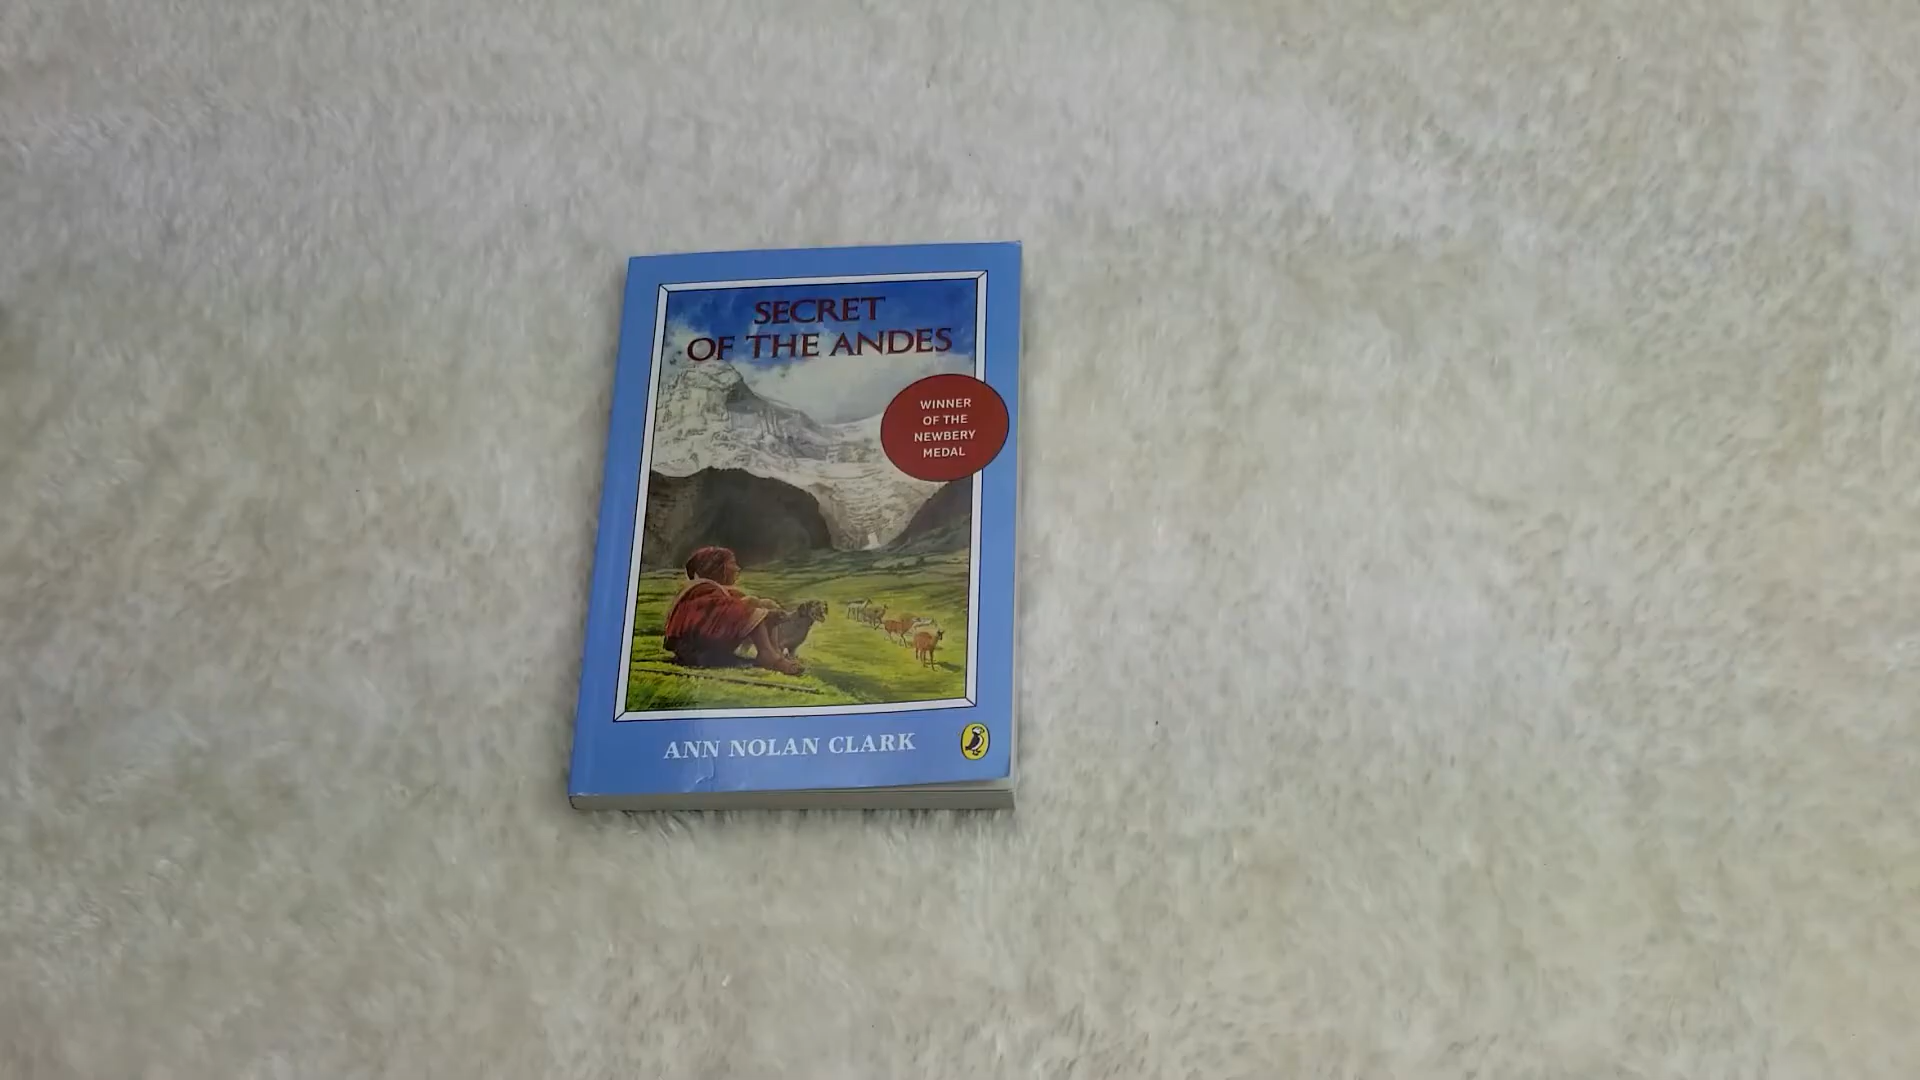 SECRET
OF THE ANDES
WINNER
OF THE
NEWBERY
MEDAL
ANN NOLAN CLARK